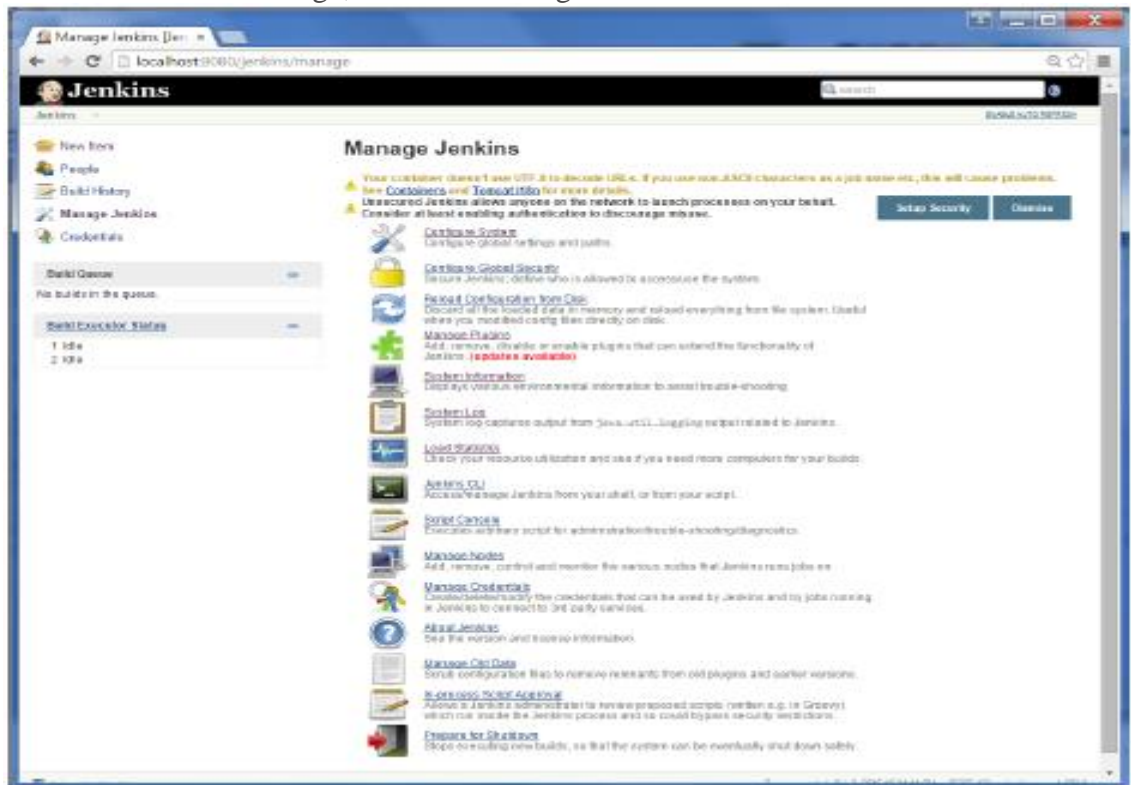 Manage Jenkins [Jen
localhost:9080/jenkins/manage
Jenkins
search
Jenkins
ENABLE AUTO REFRESH
New Item
People
Build History
Manage Jenkins
Credentials
Build Queue
No builds in the queue.
Build Executor Status
1 Idle
2 Idle
Manage Jenkins
Your container doesn't use UTF-8 to decode URLs. If you use non-ASCII characters as a job name etc, this will cause problems.
See Containers and Tomcat i18n for more details.
Unsecured Jenkins allows anyone on the network to launch processes on your behalf.
Consider at least enabling authentication to discourage misuse.
Setup Security
Dismiss
Configure System
Configure global settings and paths.
Configure Global Security
Secure Jenkins; define who is allowed to access/use the system.
Reload Configuration from Disk
Discard all the loaded data in memory and reload everything from file system. Useful
when you modified config files directly on disk.
Manage Plugins
Add, remove, disable or enable plugins that can extend the functionality of
Jenkins. (updates available)
System Information
Displays various environmental information to assist trouble-shooting.
System Log
System log captures output from java.util.logging output related to Jenkins.
Load Statistics
Check your resource utilization and see if you need more computers for your builds.
Jenkins CLI
Access/manage Jenkins from your shell, or from your script.
Script Console
Executes arbitrary script for administration/trouble-shooting/diagnostics.
Manage Nodes
Add, remove, control and monitor the various nodes that Jenkins runs jobs on.
Manage Credentials
Create/delete/modify the credentials that can be used by Jenkins and by jobs running
in Jenkins to connect to 3rd party services.
About Jenkins
See the version and license information.
Manage Old Data
Scrub configuration files to remove remnants from old plugins and earlier versions.
In-process Script Approval
Allows a Jenkins administrator to review proposed scripts (written e.g. in Groovy)
which run inside the Jenkins process and so could bypass security restrictions.
Prepare for Shutdown
Stops executing new builds, so that the system can be eventually shut down safely.